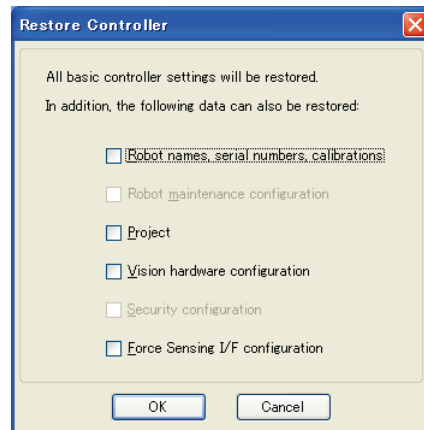 Restore Controller
All basic controller settings will be restored.
In addition, the following data can also be restored:
Robot names, serial numbers, calibrations
Robot maintenance configuration
Project
Vision hardware configuration
Security configuration
Force Sensing I/F configuration
OK Cancel